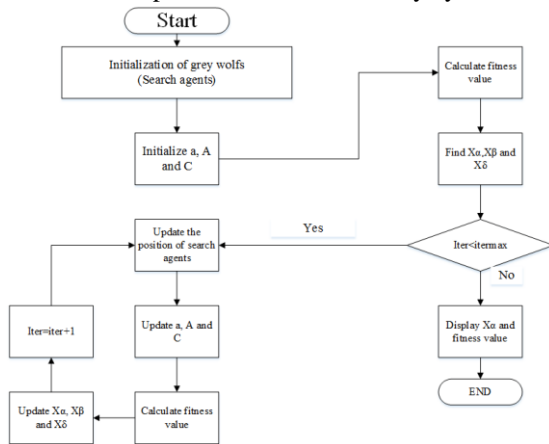 Start
Initialization of grey wolfs
(Search agents)
Initialize a, A
and C
Calculate fitness
value
Find Xα,Xβ and
Xδ
Iter<itermax
Yes
No
Update the
position of search
agents
Update a, A and
C
Calculate fitness
value
Update Xα, Xβ
and Xδ
Iter=iter+1
Display Xα and
fitness value
END